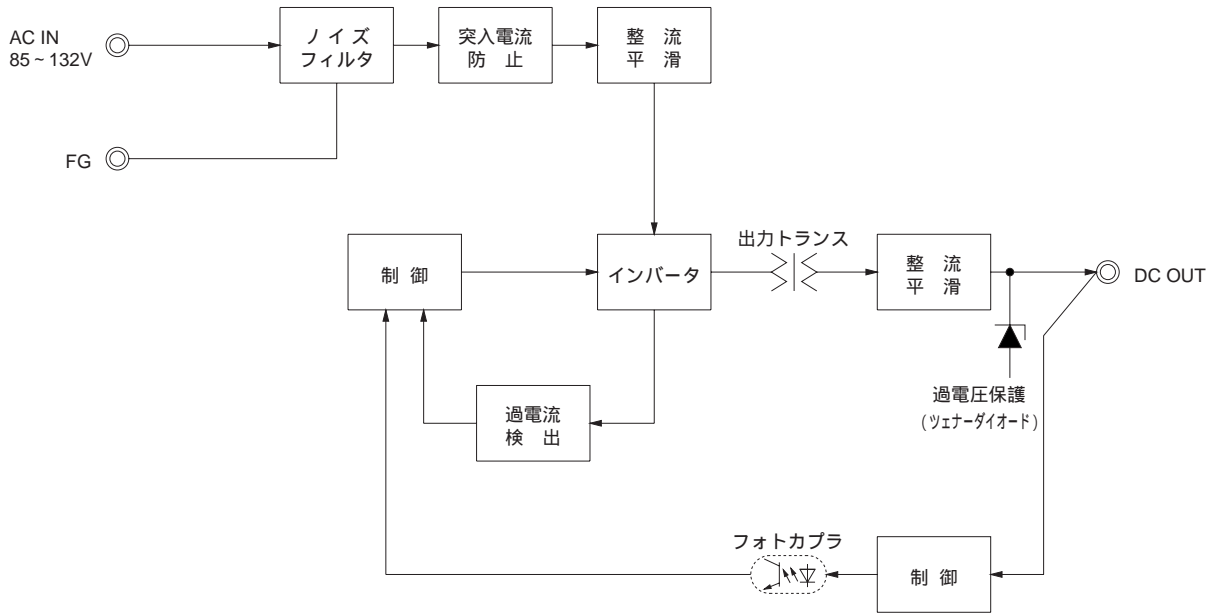 AC IN
85～132V
ノイズ
フィルタ
突入電流
防 止
整 流
平 滑
FG
制 御
インバータ
出力トランス
整 流
平 滑
DC OUT
過電流
検 出
過電圧保護
(ツェナーダイオード)
フォトカプラ
制 御